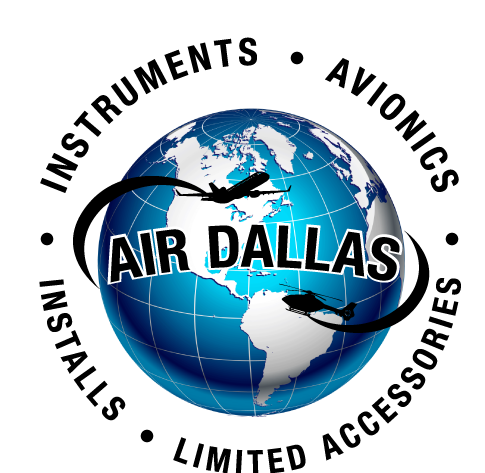 INSTRUMENTS • AVIONICS
• INSTALLS • LIMITED ACCESSORIES •
AIR DALLAS